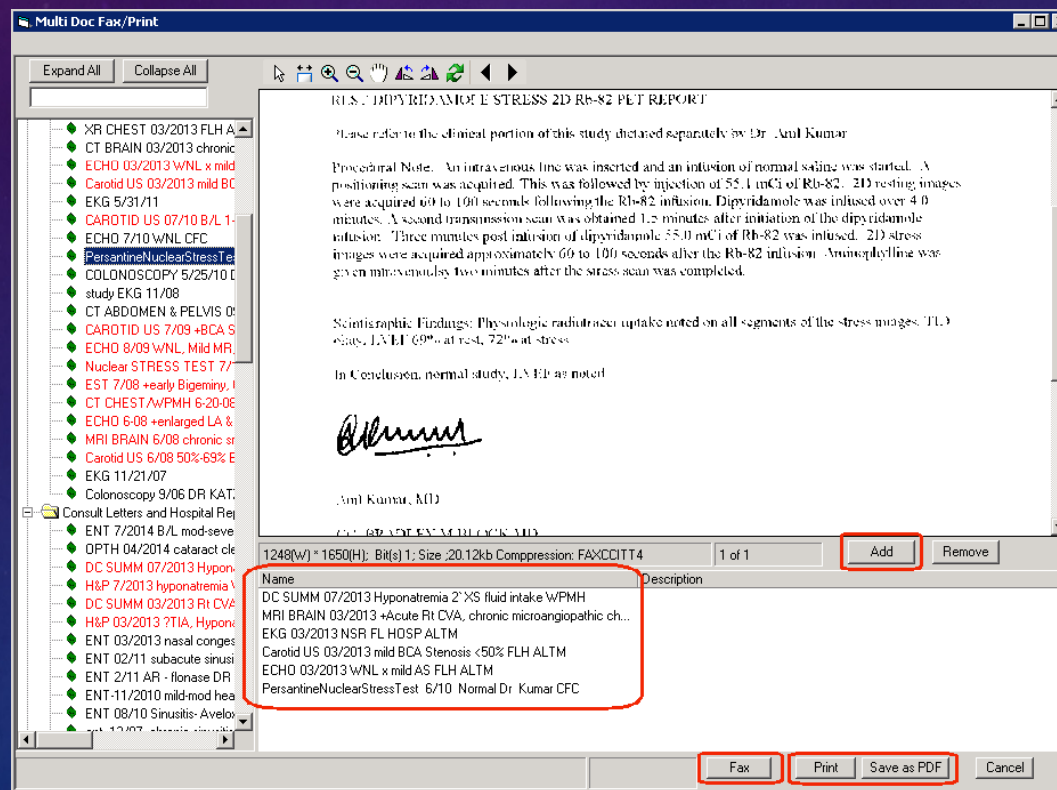 Multi Doc Fax/Print
Expand All
Collapse All
XR CHEST 03/2013 FLH A
CT BRAIN 03/2013 chronic
ECHO 03/2013 WNL x mild
Carotid US 03/2013 mild BC
EKG 5/31/11
CAROTID US 07/10 B/L 1-
ECHO 7/10 WNL CFC
PersantineNuclearStressTes
COLONOSCOPY 5/25/10
study EKG 11/08
CT ABDOMEN & PELVIS 0
CAROTID US 7/09 +BCA S
ECHO 8/09 WNL, Mild MR,
Nuclear STRESS TEST 7/
EST 7/08 +early Bigeminy,
CT CHEST/WPMH 6-20-08
ECHO 6-08 +enlarged LA &
MRI BRAIN 6/08 chronic
Carotid US 6/08 50%-69%
EKG 11/21/07
Colonoscopy 9/06 DR KAT
Consult Letters and Hospital Rep
ENT 7/2014 B/L mod-seve
OPTH 04/2014 cataract cle
DC SUMM 07/2013 Hypon
H&P 7/2013 hyponatremia
DC SUMM 03/2013 Rt CVA
H&P 03/2013 ?TIA, Hypona
ENT 03/2013 nasal conges
ENT 02/11 subacute sinusi
ENT 2/11 AR - flonase DR
ENT-11/2010 mild-mod hea
ENT 08/10 Sinusitis- Avelox
REST DIPYRIDAMOLE STRESS 2D Rb-82 PET REPORT
Please refer to the clinical portion of this study dictated separately by Dr. Anil Kumar
Procedural Note. An intravenous line was inserted and an infusion of normal saline was started. A
positioning scan was acquired. This was followed by injection of 55.1 mCi of Rb-82. 2D resting images
were acquired 60 to 100 seconds following the Rb-82 infusion. Dipyridamole was infused over 4.0
minutes. A second transmission scan was obtained 1.5 minutes after initiation of the dipyridamole
infusion. Three minutes post infusion of dipyridamole 55.0 mCi of Rb-82 was infused. 2D stress
images were acquired approximately 60 to 100 seconds after the Rb-82 infusion. Aminophylline was
given intravenously two minutes after the stress scan was completed.
Scintigraphic Findings: Physiologic radiotracer uptake noted on all segments of the stress images. TID
LVEF 69% at rest, 72% at stress
In Conclusion, normal study, LVEF as noted
Anil Kumar, MD
BRADLEY M BLOCK MD
1248(W) * 1650(H); Bit(s) 1; Size ;20.12kb Comppression: FAXCCITT4
1 of 1
Add
Remove
Name
Description
DC SUMM 07/2013 Hyponatremia 2`XS fluid intake WPMH
MRI BRAIN 03/2013 +Acute Rt CVA, chronic microangiopathic ch...
EKG 03/2013 NSR FL HOSP ALTM
Carotid US 03/2013 mild BCA Stenosis <50% FLH ALTM
ECHO 03/2013 WNL x mild AS FLH ALTM
PersantineNuclearStressTest 6/10 Normal Dr Kumar CFC
Fax
Print
Save as PDF
Cancel